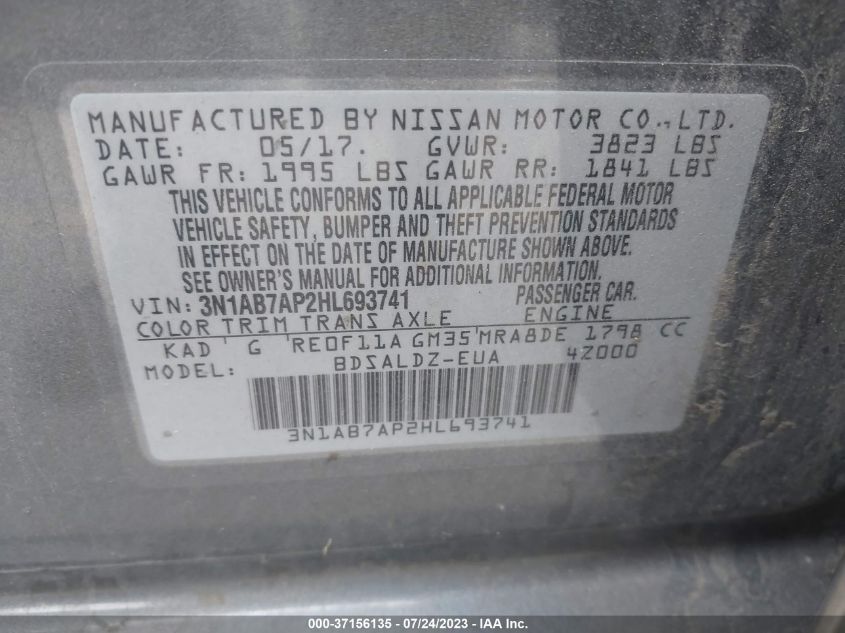 MANUFACTURED BY NISSAN MOTOR CO., LTD.
DATE: 05/17. GVWR: 3823 LBS
GAWR FR: 1995 LBS GAWR RR: 1841 LBS
THIS VEHICLE CONFORMS TO ALL APPLICABLE FEDERAL MOTOR
VEHICLE SAFETY, BUMPER AND THEFT PREVENTION STANDARDS
IN EFFECT ON THE DATE OF MANUFACTURE SHOWN ABOVE.
SEE OWNER'S MANUAL FOR ADDITIONAL INFORMATION.
VIN: 3N1AB7AP2HL693741 PASSENGER CAR.
COLOR TRIM TRANS AXLE ENGINE
KAD G RE0F11A GM35 MRA8DE 1798 CC
MODEL: BDSALDZ-EUA 4Z000
3N1AB7AP2HL693741
000-37156135 - 07/24/2023 - IAA Inc.